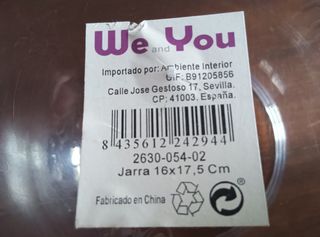 We and You
Importado por: Ambiente Interior
CIF: B91205856
Calle Jose Gestoso 17, Sevilla.
CP: 41003. España.
8 435612 242944
2630-054-02
Jarra 16x17,5 Cm
Fabricado en China